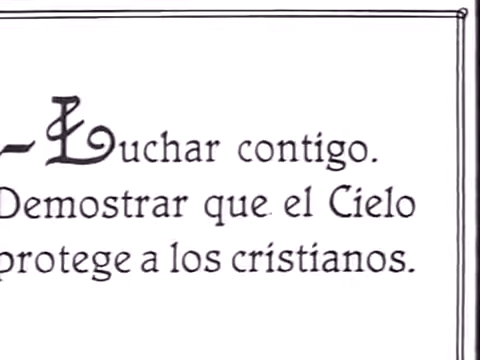 – Luchar contigo.
Demostrar que el Cielo
protege a los cristianos.